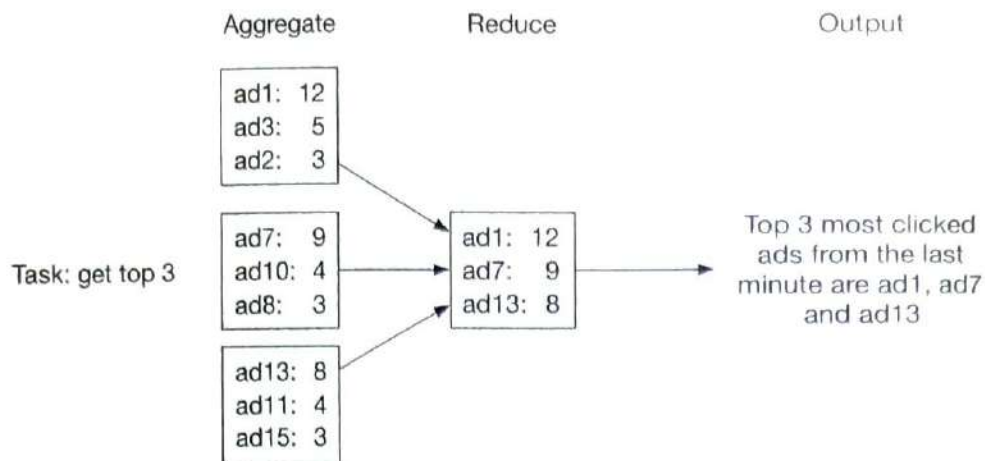 Aggregate
Reduce
Output
ad1: 12
ad3: 5
ad2: 3
Task: get top 3
ad7: 9
ad10: 4
ad8: 3
ad13: 8
ad11: 4
ad15: 3
ad1: 12
ad7: 9
ad13: 8
Top 3 most clicked
ads from the last
minute are ad1, ad7
and ad13